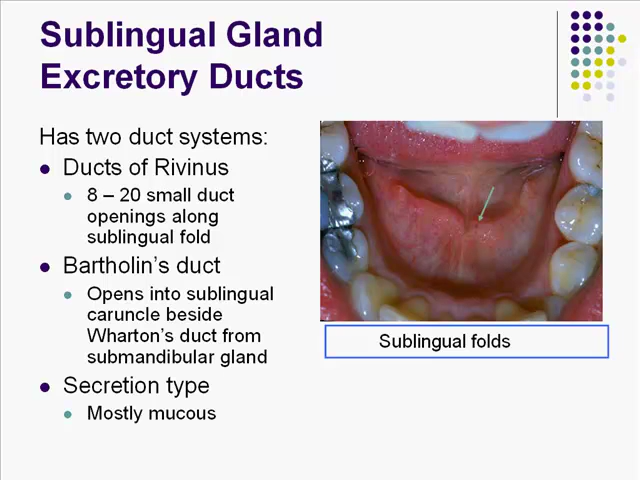 Sublingual Gland
Excretory Ducts
Has two duct systems:
Ducts of Rivinus
8 – 20 small duct
openings along
sublingual fold
Bartholin's duct
Opens into sublingual
caruncle beside
Wharton's duct from
submandibular gland
Secretion type
Mostly mucous
Sublingual folds